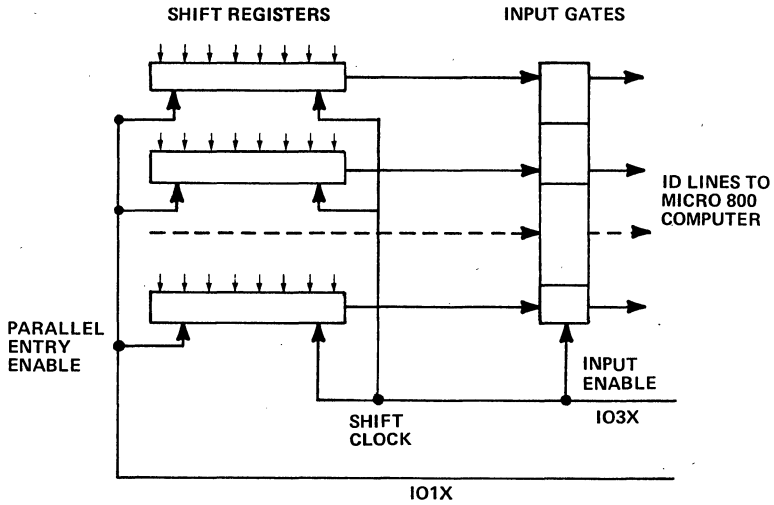 SHIFT REGISTERS
INPUT GATES
ID LINES TO
MICRO 800
COMPUTER
PARALLEL
ENTRY
ENABLE
INPUT
ENABLE
SHIFT
CLOCK
IO3X
IO1X